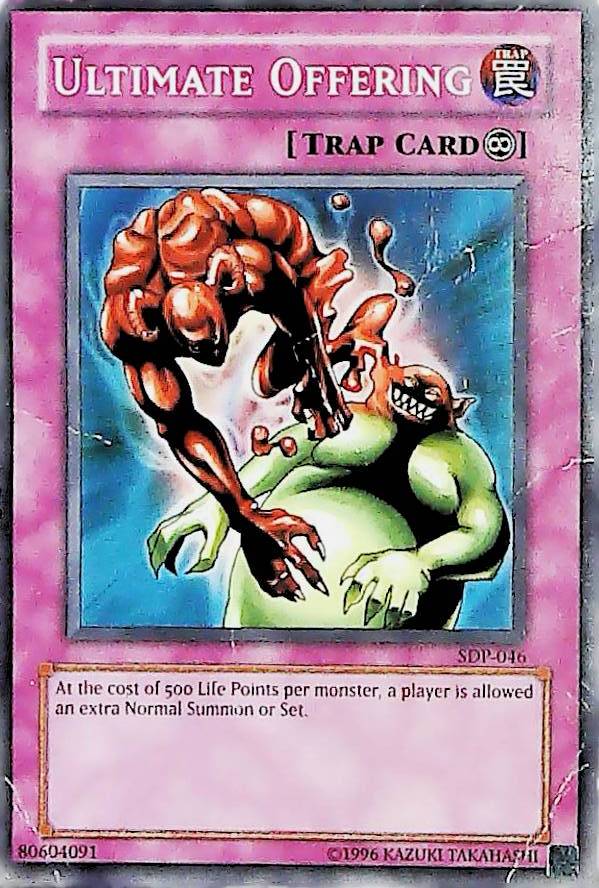 ULTIMATE OFFERING
TRAP
罠
[TRAP CARD∞]
SDP-046
At the cost of 500 Life Points per monster, a player is allowed
an extra Normal Summon or Set.
80604091
©1996 KAZUKI TAKAHASHI